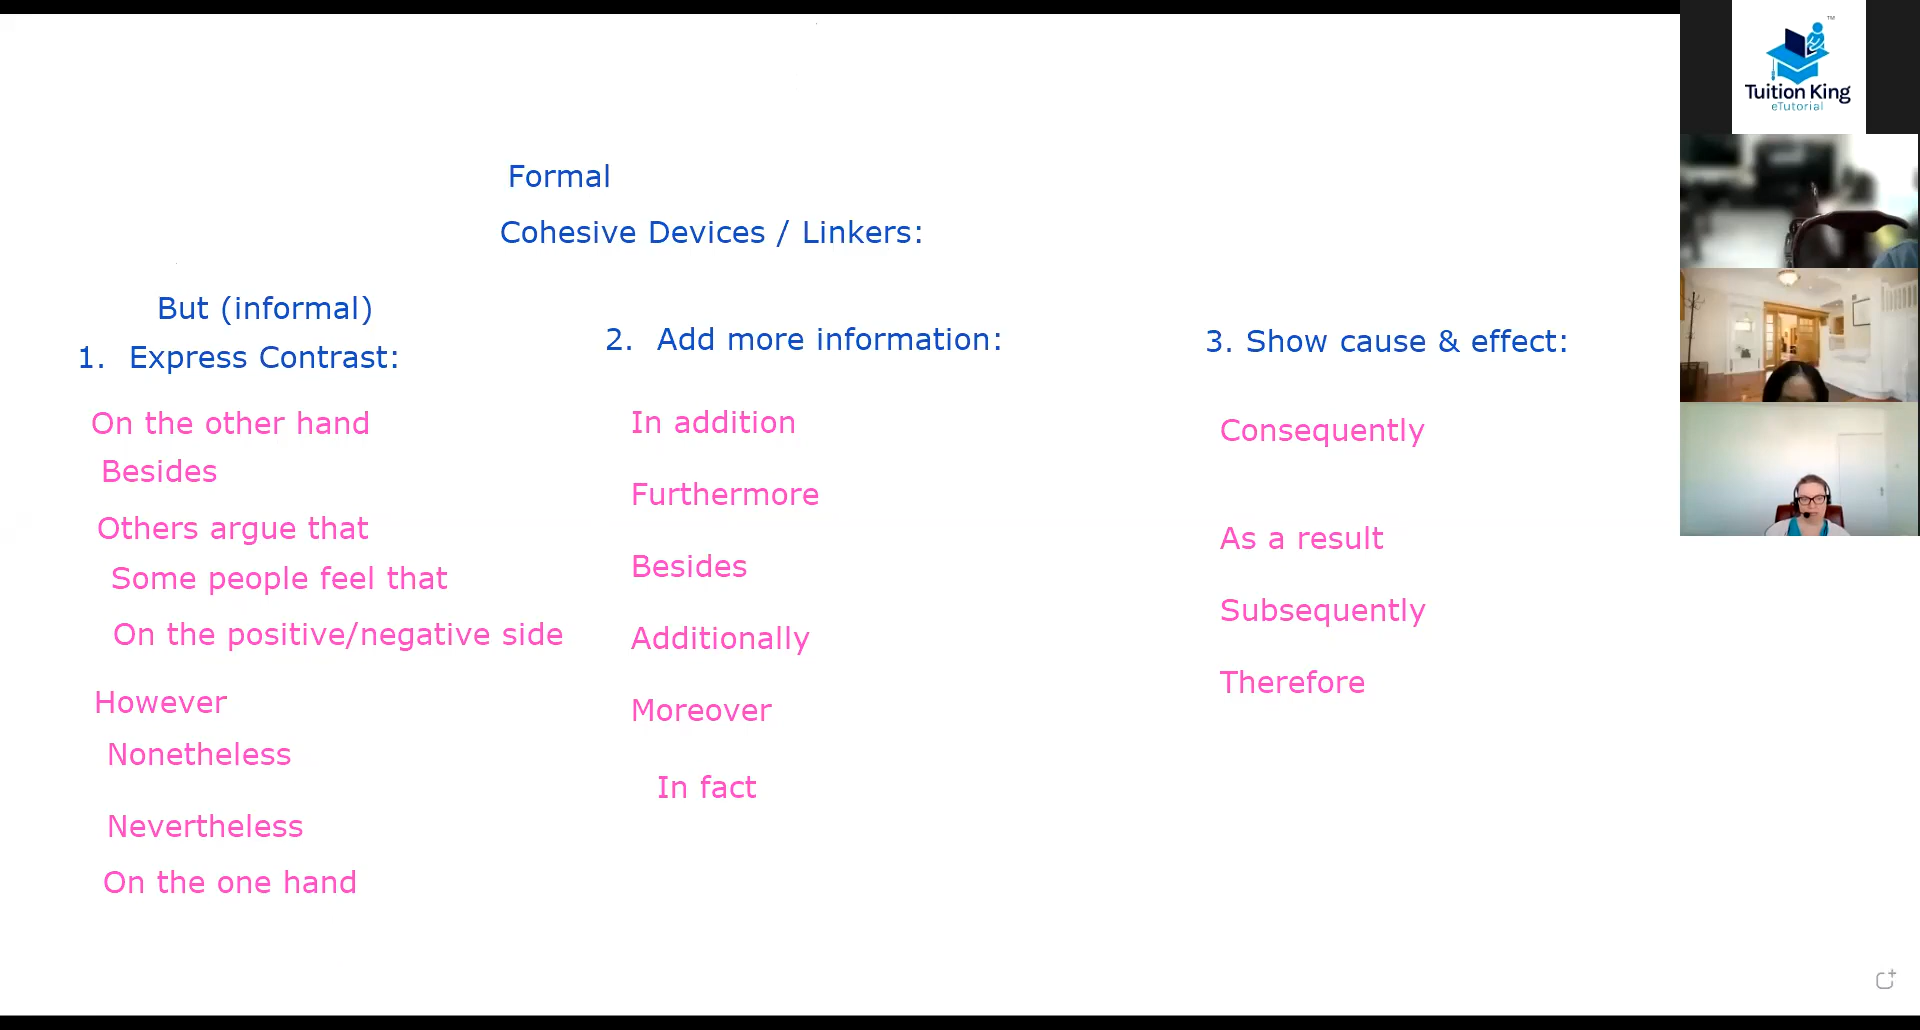 Formal
Cohesive Devices / Linkers:
But (informal)
1. Express Contrast:
On the other hand
Besides
Others argue that
Some people feel that
On the positive/negative side
However
Nonetheless
Nevertheless
On the one hand
2. Add more information:
In addition
Furthermore
Besides
Additionally
Moreover
In fact
3. Show cause & effect:
Consequently
As a result
Subsequently
Therefore
Tuition King
eTutorial
TM